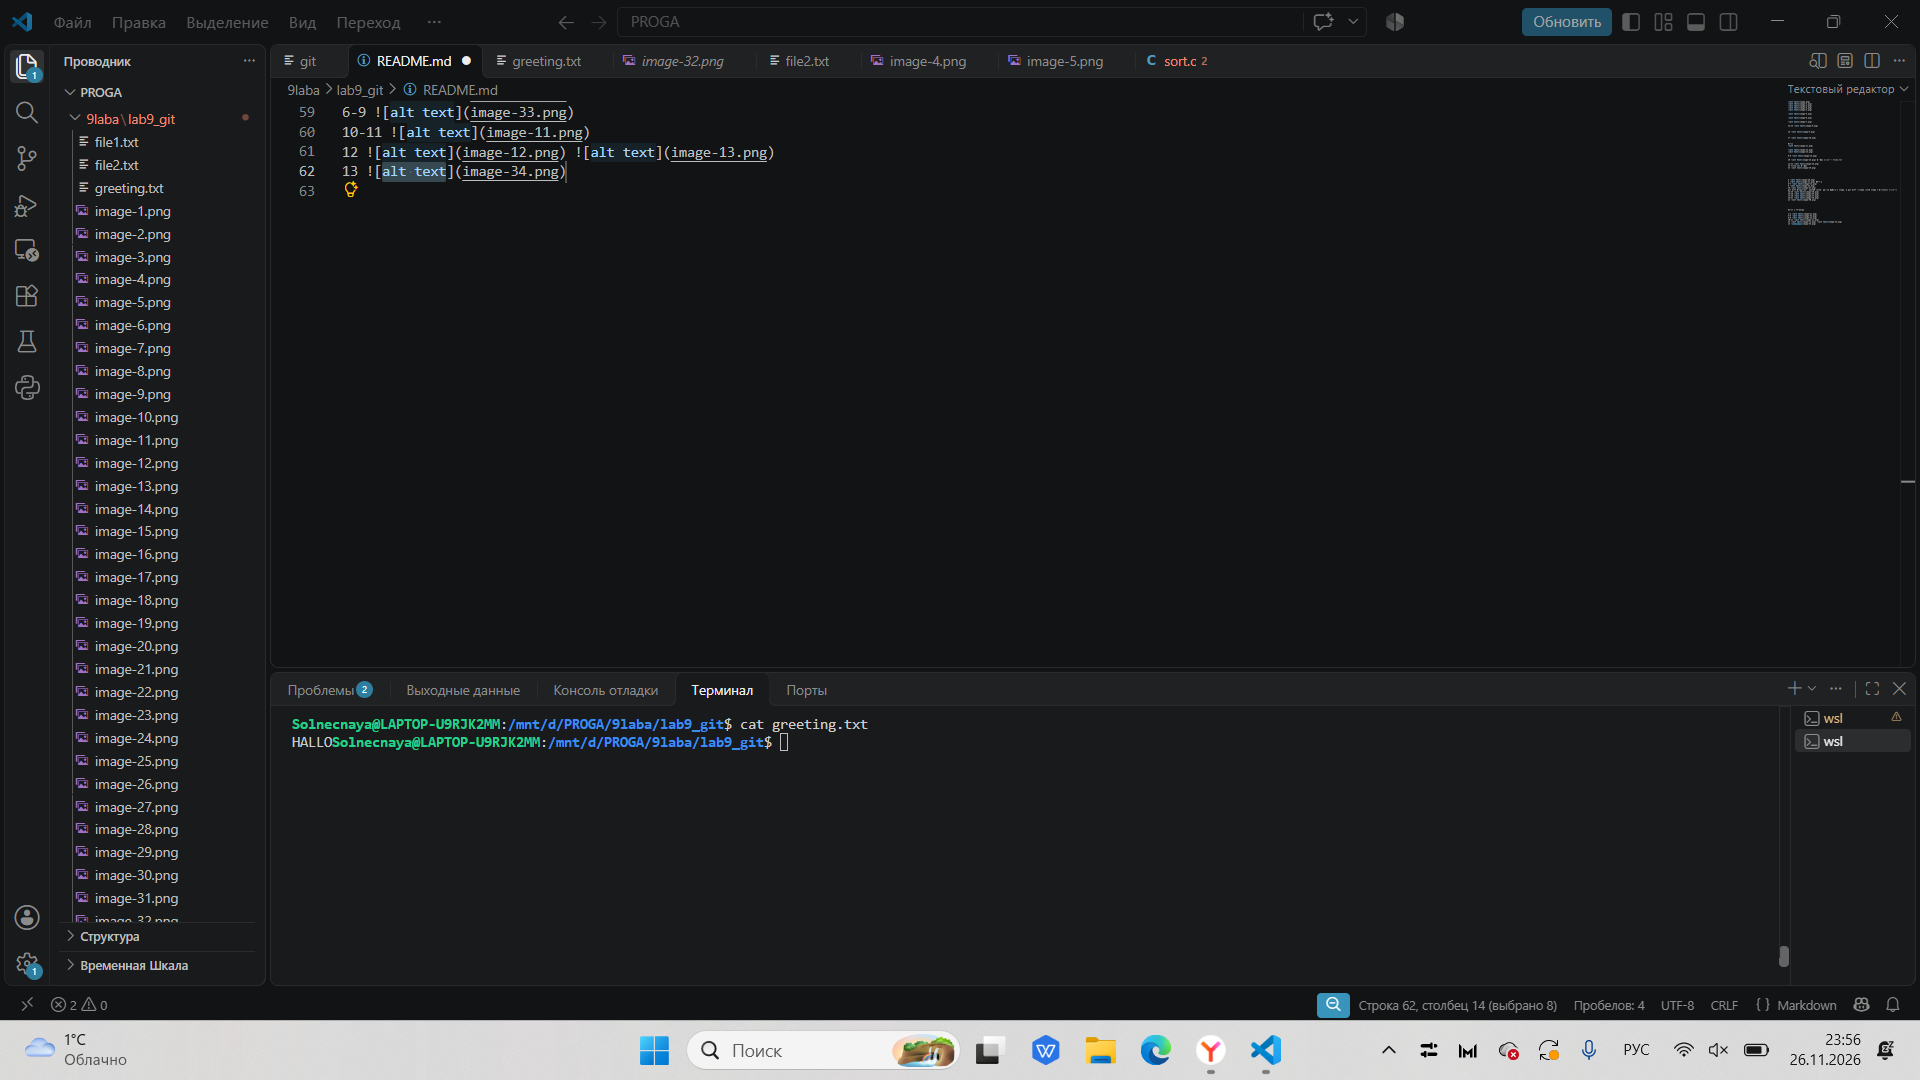 Файл Правка Выделение Вид Переход ··· PROGA Обновить
Проводник ···
PROGA
9laba\lab9_git
file1.txt
file2.txt
greeting.txt
image-1.png
image-2.png
image-3.png
image-4.png
image-5.png
image-6.png
image-7.png
image-8.png
image-9.png
image-10.png
image-11.png
image-12.png
image-13.png
image-14.png
image-15.png
image-16.png
image-17.png
image-18.png
image-19.png
image-20.png
image-21.png
image-22.png
image-23.png
image-24.png
image-25.png
image-26.png
image-27.png
image-28.png
image-29.png
image-30.png
image-31.png
image-32.png
Структура
Временная Шкала
1
1
git README.md greeting.txt image-32.png file2.txt image-4.png image-5.png C sort.c 2
9laba > lab9_git > README.md
Текстовый редактор
59 6-9 ![alt text](image-33.png)
60 10-11 ![alt text](image-11.png)
61 12 ![alt text](image-12.png) ![alt text](image-13.png)
62 13 ![alt text](image-34.png)
63
Проблемы 2 Выходные данные Консоль отладки Терминал Порты
Solnecnaya@LAPTOP-U9RJK2MM:/mnt/d/PROGA/9laba/lab9_git$ cat greeting.txt
HALLOSolnecnaya@LAPTOP-U9RJK2MM:/mnt/d/PROGA/9laba/lab9_git$
wsl
wsl
2 0 Строка 62, столбец 14 (выбрано 8) Пробелов: 4 UTF-8 CRLF {} Markdown
1°C
Облачно
Поиск
РУС
23:56
26.11.2026